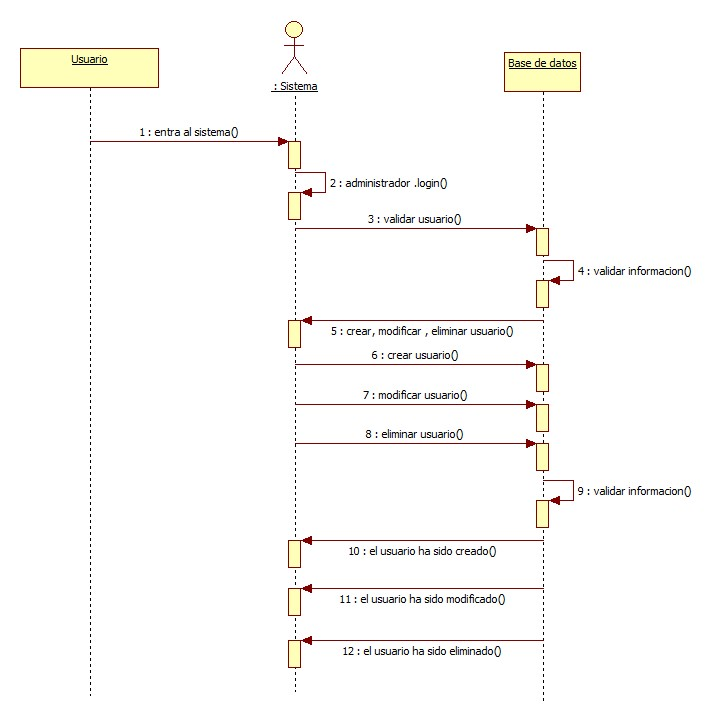 Usuario
: Sistema
Base de datos
1 : entra al sistema()
2 : administrador .login()
3 : validar usuario()
4 : validar informacion()
5 : crear, modificar , eliminar usuario()
6 : crear usuario()
7 : modificar usuario()
8 : eliminar usuario()
9 : validar informacion()
10 : el usuario ha sido creado()
11 : el usuario ha sido modificado()
12 : el usuario ha sido eliminado()